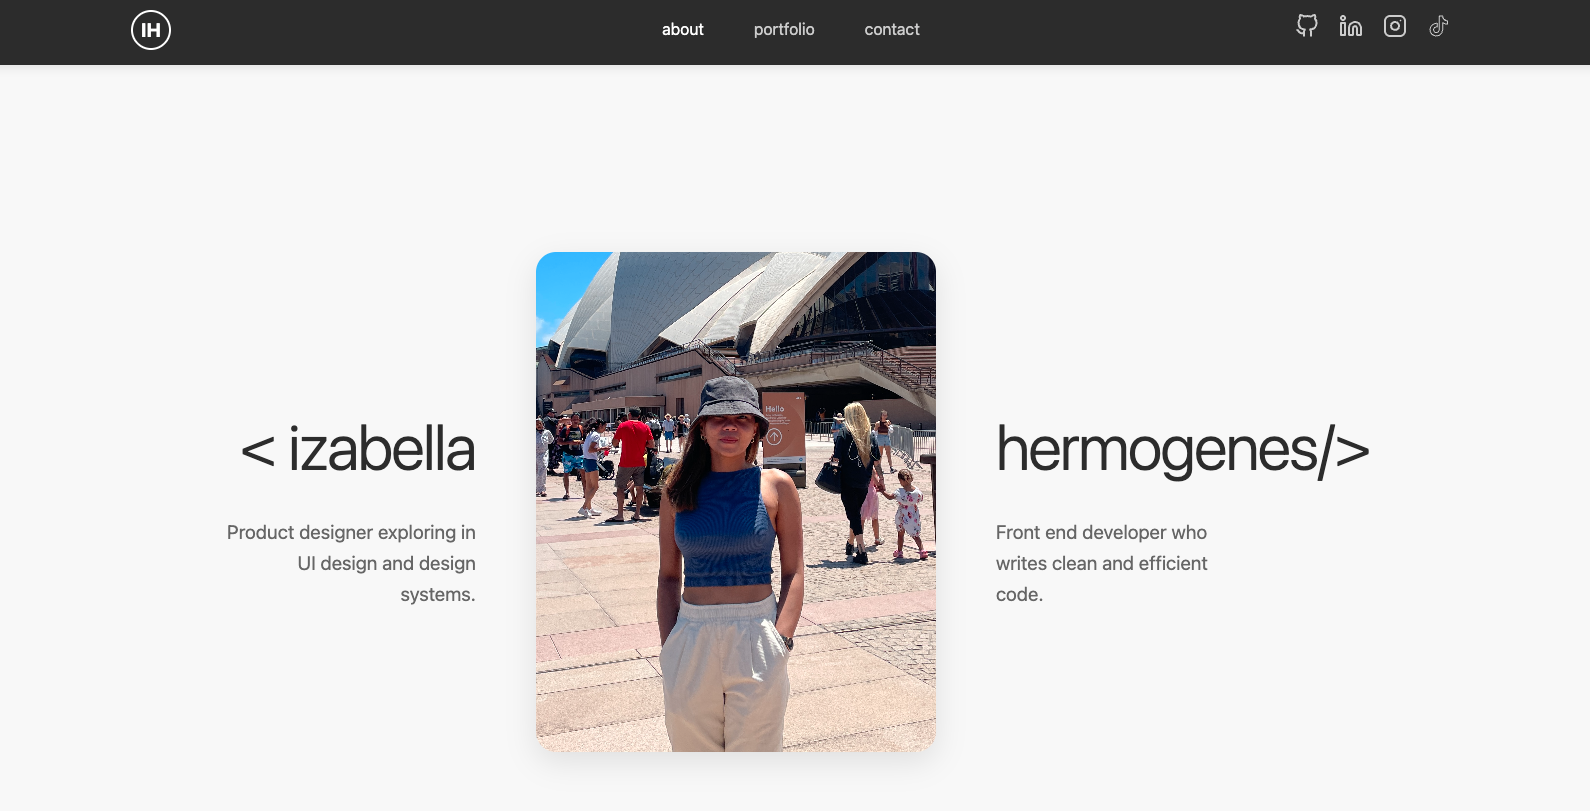 IH
about
portfolio
contact
< izabella
Product designer exploring in
UI design and design
systems.
Hello
hermogenes/>
Front end developer who
writes clean and efficient
code.